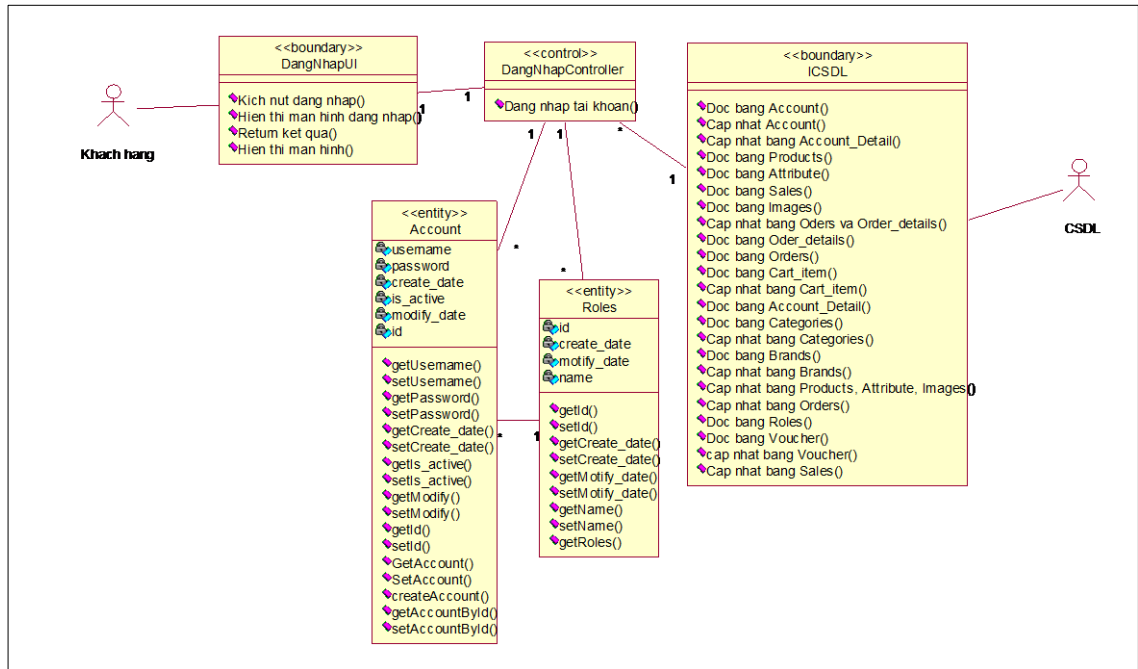 <<boundary>>
DangNhapUI
Kich nut dang nhap()
Hien thi man hinh dang nhap()
Return ket qua()
Hien thi man hinh()
Khach hang
1
1
<<control>>
DangNhapController
Dang nhap tai khoan()
1
1
*
1
*
*
<<boundary>>
ICSDL
Doc bang Account()
Cap nhat Account()
Cap nhat bang Account_Detail()
Doc bang Products()
Doc bang Attribute()
Doc bang Sales()
Doc bang Images()
Cap nhat bang Oders va Order_details()
Doc bang Oder_details()
Doc bang Orders()
Doc bang Cart_item()
Cap nhat bang Cart_item()
Doc bang Account_Detail()
Doc bang Categories()
Cap nhat bang Categories()
Doc bang Brands()
Cap nhat bang Brands()
Cap nhat bang Products, Attribute, Images()
Cap nhat bang Orders()
Doc bang Roles()
Doc bang Voucher()
cap nhat bang Voucher()
Cap nhat bang Sales()
CSDL
<<entity>>
Account
username
password
create_date
is_active
modify_date
id
getUsername()
setUsername()
getPassword()
setPassword()
getCreate_date()
setCreate_date()
getIs_active()
setIs_active()
getModify()
setModify()
getId()
setId()
GetAccount()
SetAccount()
createAccount()
getAccountById()
setAccountById()
*
1
<<entity>>
Roles
id
create_date
motify_date
name
getId()
setId()
getCreate_date()
setCreate_date()
getMotify_date()
setMotify_date()
getName()
setName()
getRoles()